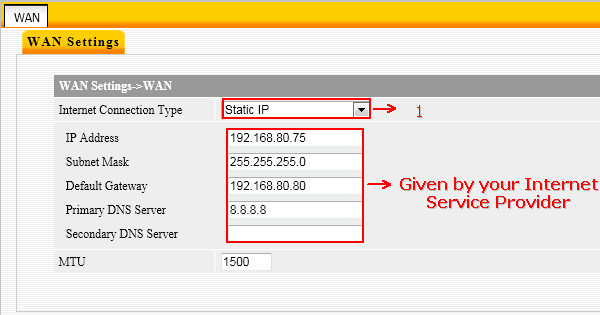 WAN
WAN Settings
WAN Settings->WAN
Internet Connection Type Static IP 1
IP Address 192.168.80.75
Subnet Mask 255.255.255.0
Default Gateway 192.168.80.80 Given by your Internet
Primary DNS Server 8.8.8.8 Service Provider
Secondary DNS Server
MTU 1500